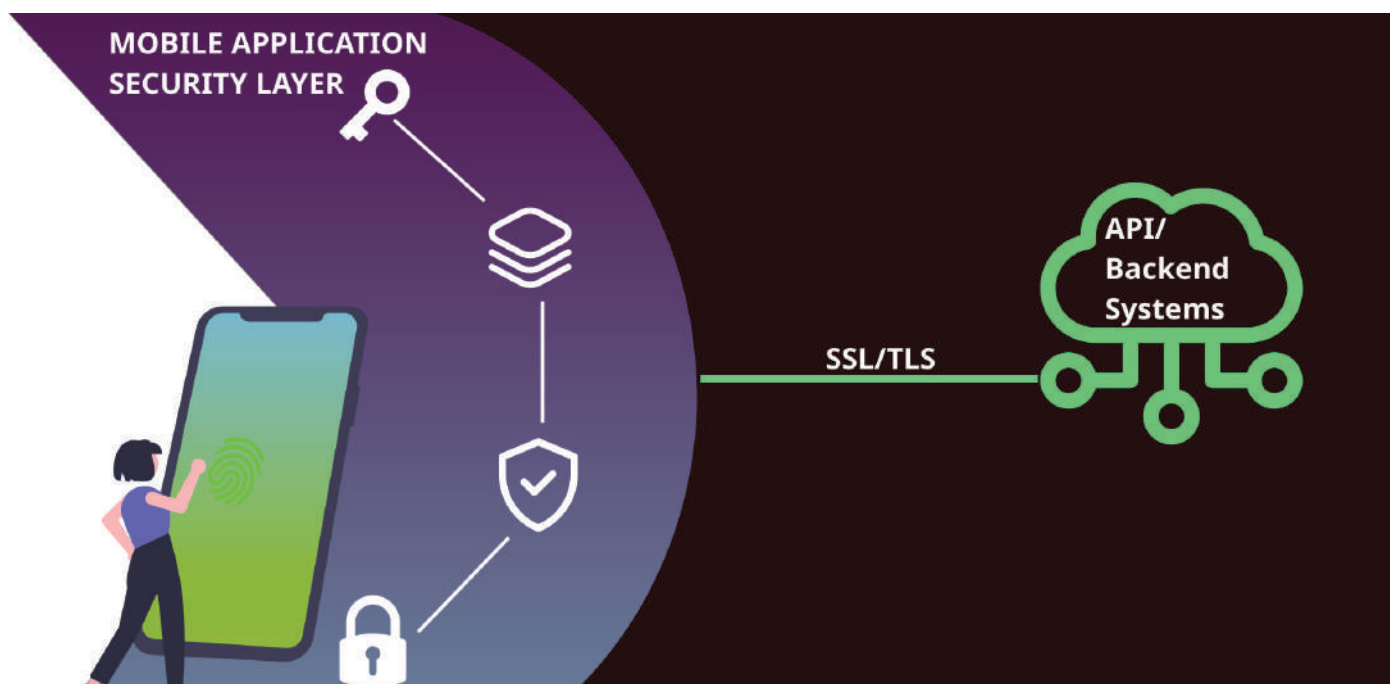 MOBILE APPLICATION
SECURITY LAYER
API/
Backend
Systems
SSL/TLS